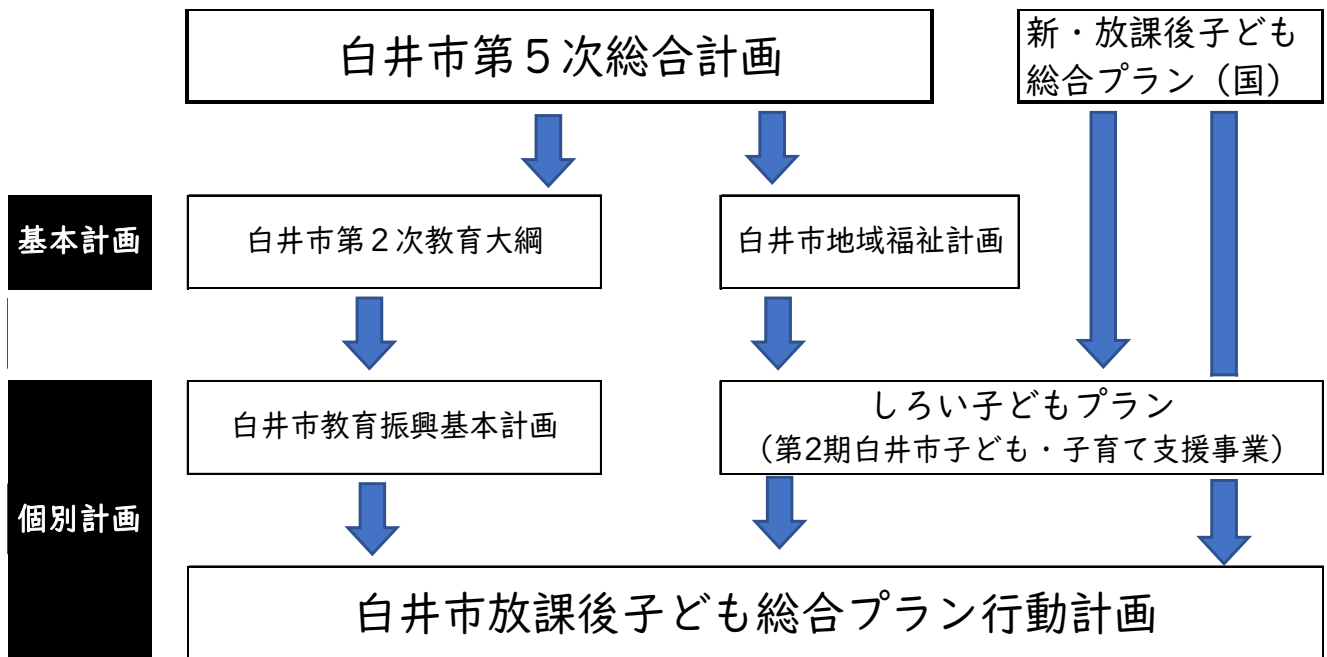 白井市第５次総合計画
新・放課後子ども
総合プラン（国）
基本計画
白井市第２次教育大綱
白井市地域福祉計画
個別計画
白井市教育振興基本計画
しろい子どもプラン
（第2期白井市子ども・子育て支援事業）
白井市放課後子ども総合プラン行動計画